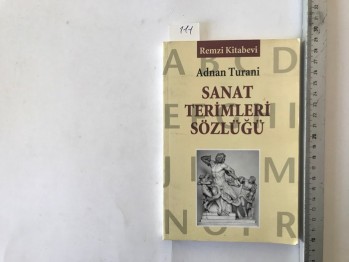 111
Remzi Kitabevi
A B C D
Adnan Turani
SANAT
TERİMLERİ
SÖZLÜĞÜ